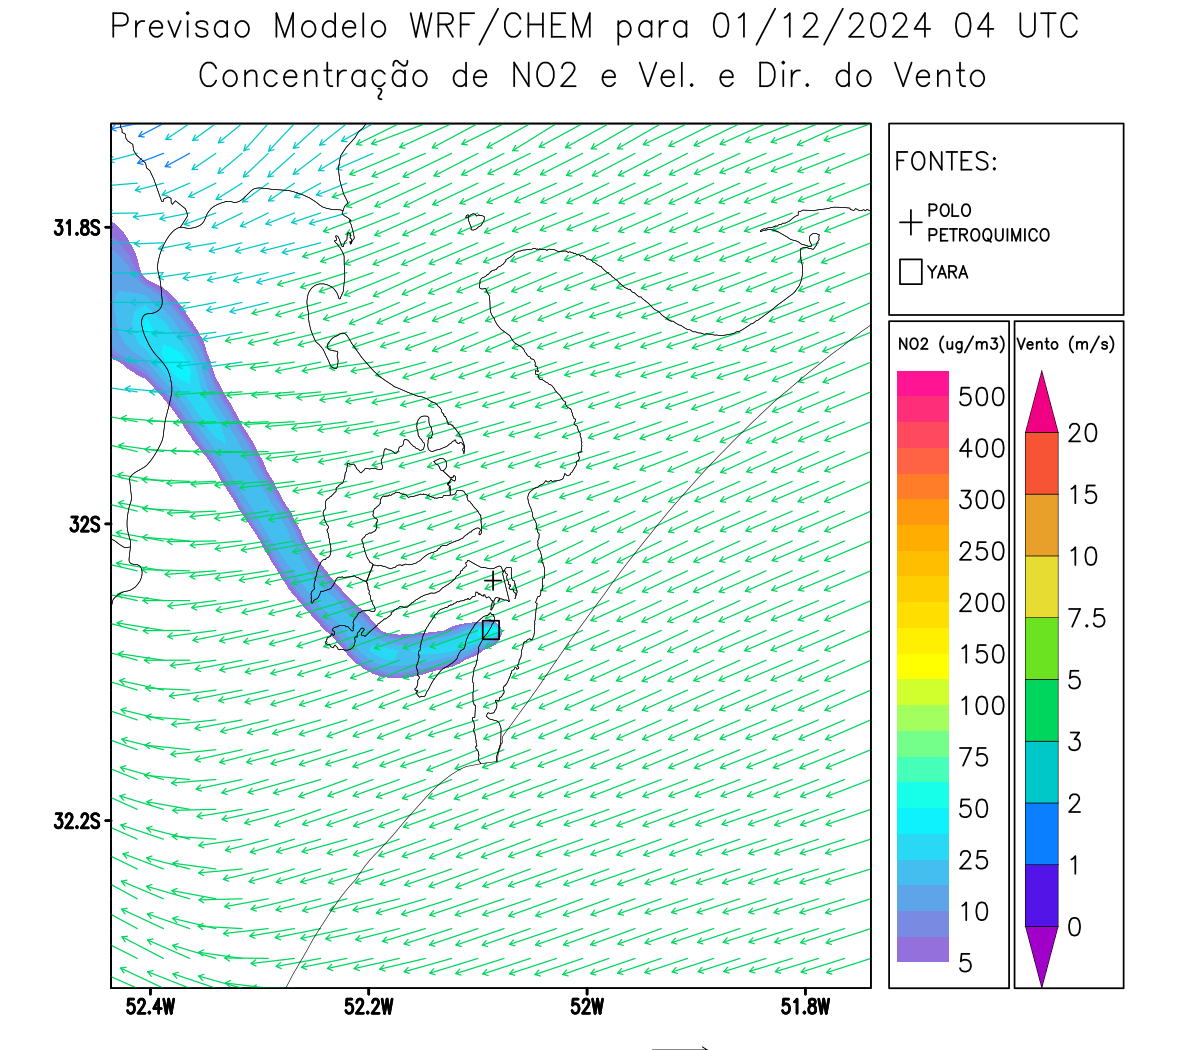 Previsao Modelo WRF/CHEM para 01/12/2024 04 UTC
Concentração de NO2 e Vel. e Dir. do Vento
FONTES:
POLO
PETROQUIMICO
YARA
31.8S
32S
32.2S
52.4W
52.2W
52W
51.8W
NO2 (ug/m3)
500
400
300
250
200
150
100
75
50
25
10
5
Vento (m/s)
20
15
10
7.5
5
3
2
1
0